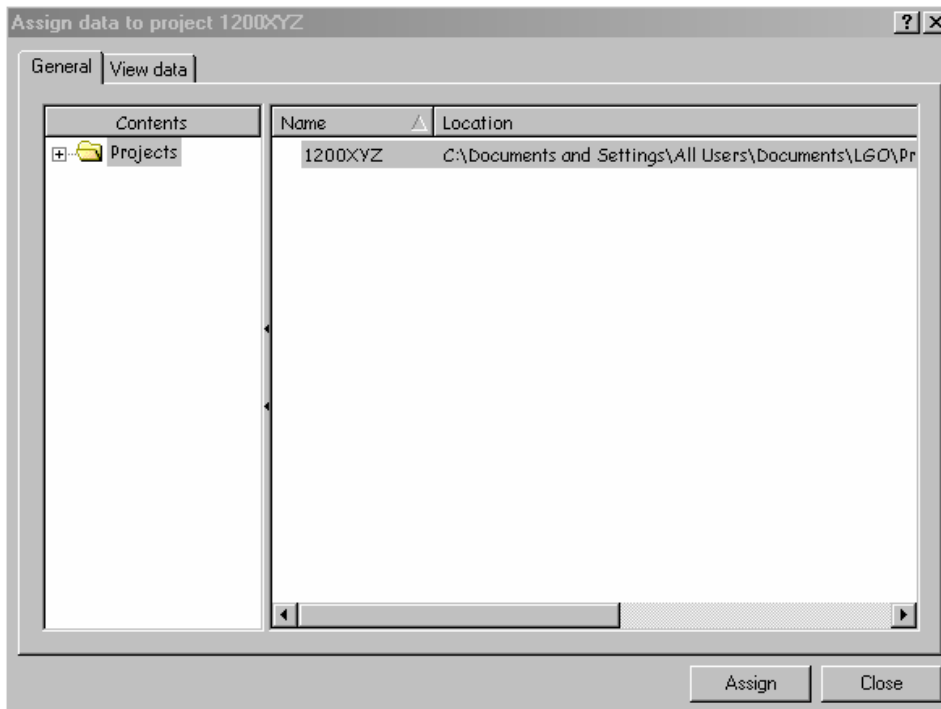 Assign data to project 1200XYZ
General View data
Contents Name Location
Projects 1200XYZ C:\Documents and Settings\All Users\Documents\LGO\Pr
Assign Close